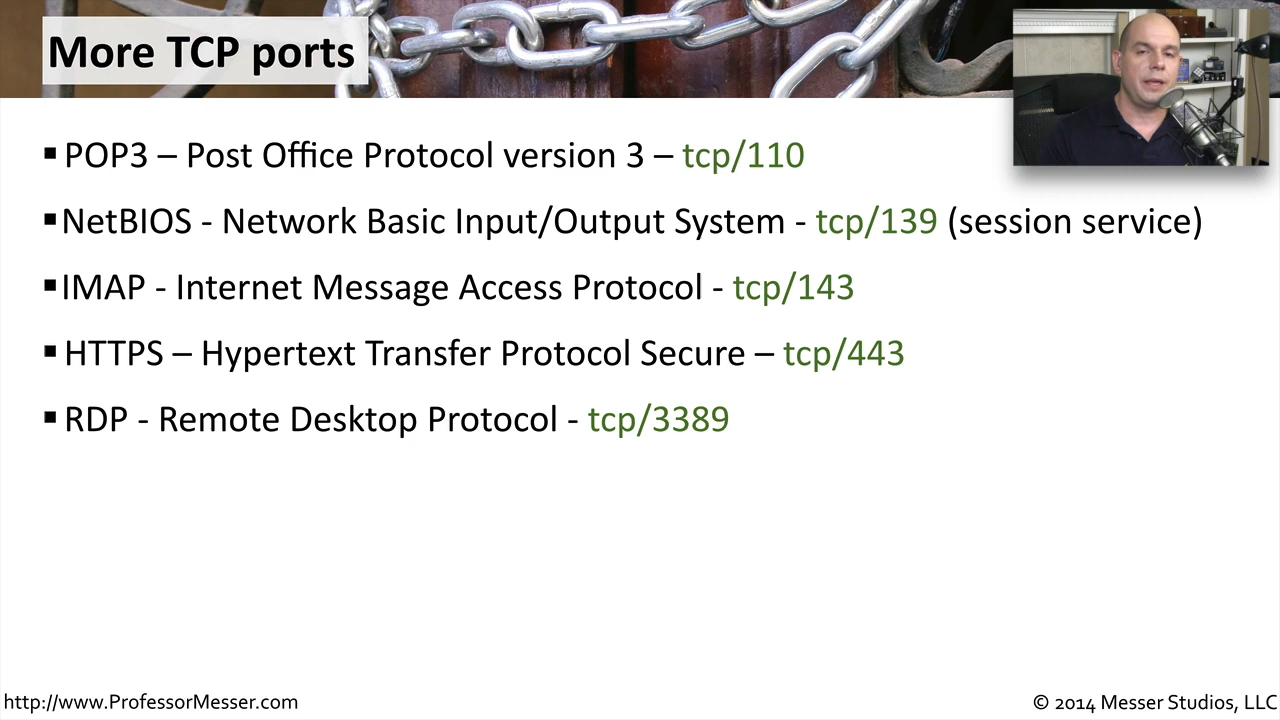 More TCP ports
▪ POP3 – Post Office Protocol version 3 – tcp/110
▪ NetBIOS - Network Basic Input/Output System - tcp/139 (session service)
▪ IMAP - Internet Message Access Protocol - tcp/143
▪ HTTPS – Hypertext Transfer Protocol Secure – tcp/443
▪ RDP - Remote Desktop Protocol - tcp/3389
http://www.ProfessorMesser.com
© 2014 Messer Studios, LLC